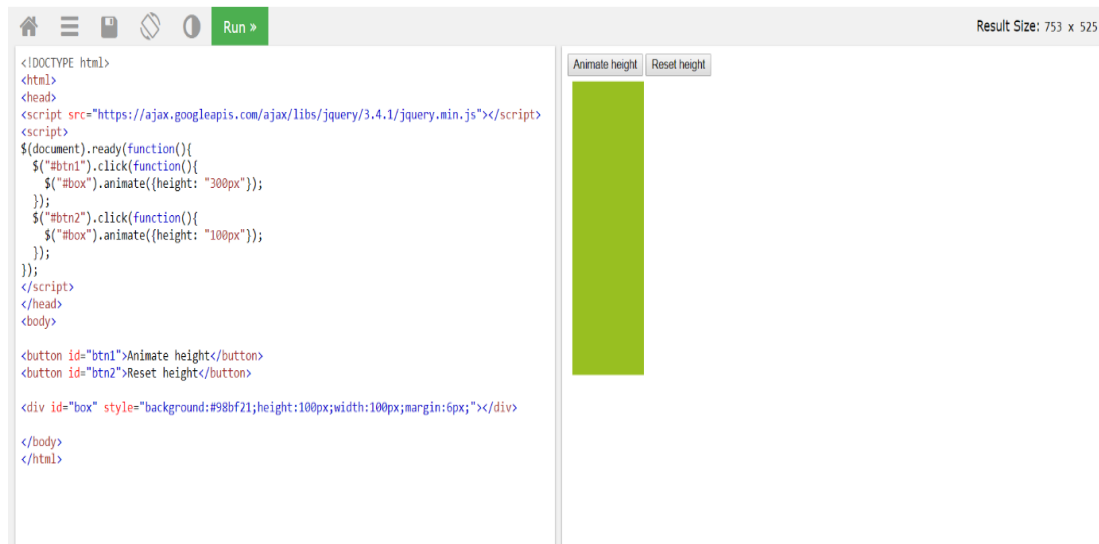 Run »
Result Size: 753 x 525
<!DOCTYPE html>
<html>
<head>
<script src="https://ajax.googleapis.com/ajax/libs/jquery/3.4.1/jquery.min.js"></script>
<script>
$(document).ready(function(){
  $("#btn1").click(function(){
    $("#box").animate({height: "300px"});
  });
  $("#btn2").click(function(){
    $("#box").animate({height: "100px"});
  });
});
</script>
</head>
<body>
<button id="btn1">Animate height</button>
<button id="btn2">Reset height</button>
<div id="box" style="background:#98bf21;height:100px;width:100px;margin:6px;"></div>
</body>
</html>
Animate height
Reset height